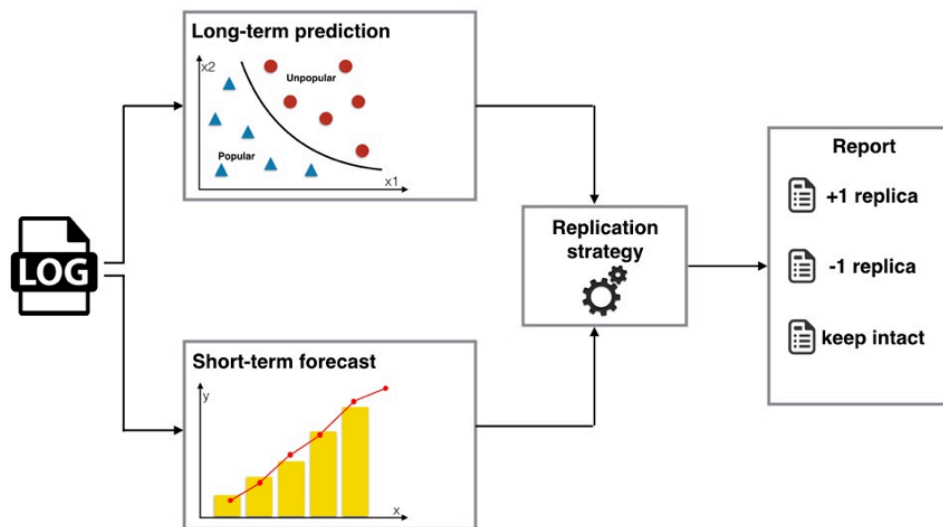 Long-term prediction
x2
Unpopular
Popular
x1
LOG
Short-term forecast
y
x
Replication
strategy
Report
+1 replica
-1 replica
keep intact